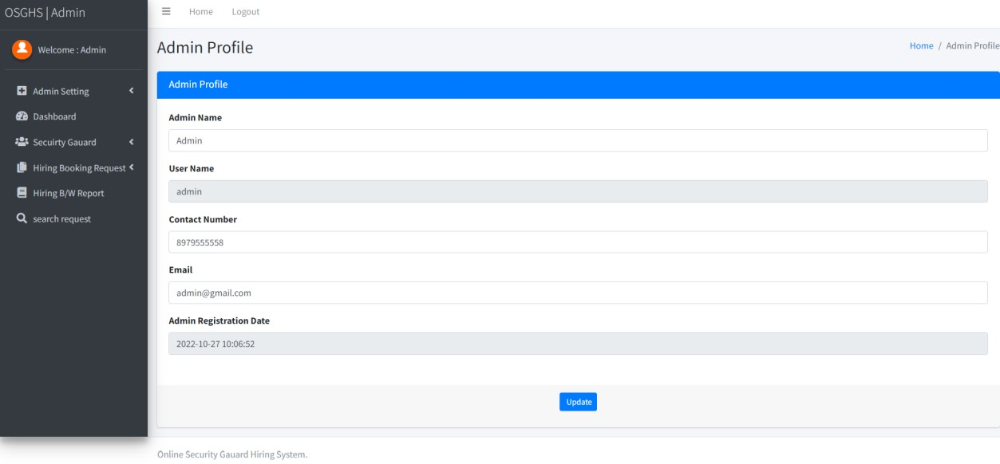 OSGHS | Admin
Home Logout
Welcome : Admin
Admin Setting
Dashboard
Secuirty Gauard
Hiring Booking Request
Hiring B/W Report
search request
Admin Profile
Home / Admin Profile
Admin Profile
Admin Name
Admin
User Name
admin
Contact Number
8979555558
Email
admin@gmail.com
Admin Registration Date
2022-10-27 10:06:52
Update
Online Security Gauard Hiring System.